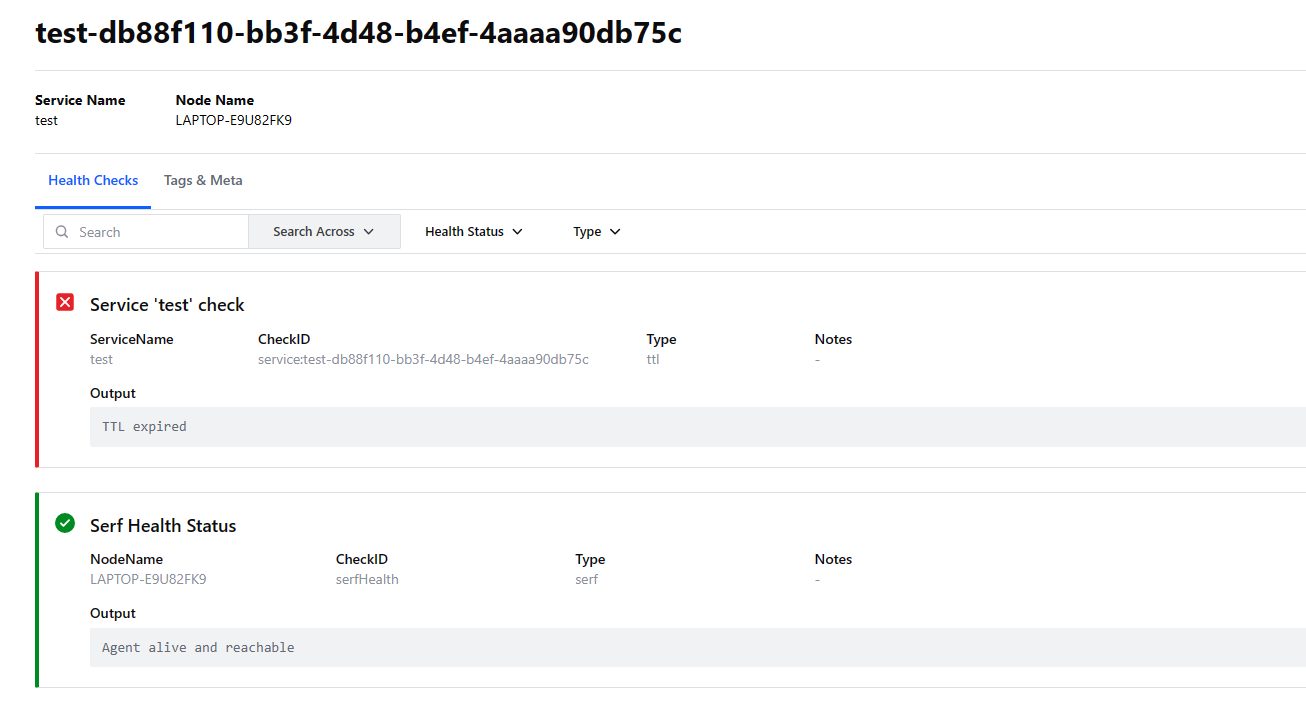 test-db88f110-bb3f-4d48-b4ef-4aaaa90db75c
Service Name Node Name
test LAPTOP-E9U82FK9
Health Checks Tags & Meta
Search Search Across Health Status Type
Service 'test' check
ServiceName CheckID Type Notes
test service:test-db88f110-bb3f-4d48-b4ef-4aaaa90db75c ttl -
Output
TTL expired
Serf Health Status
NodeName CheckID Type Notes
LAPTOP-E9U82FK9 serfHealth serf -
Output
Agent alive and reachable